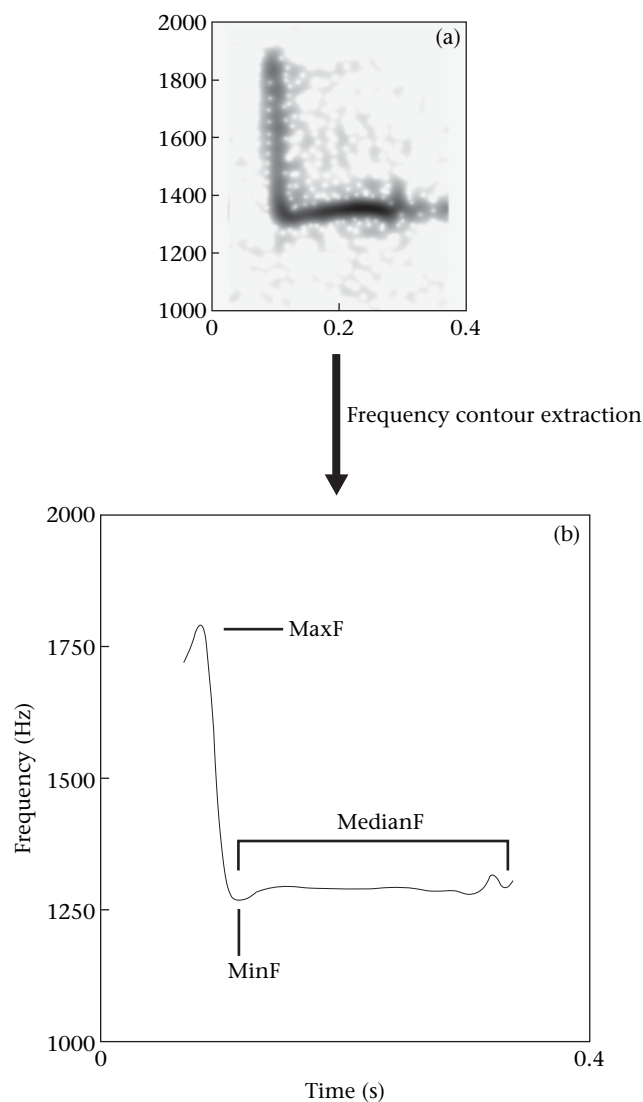 (a)
2000
1800
1600
1400
1200
1000
0 0.2 0.4
Frequency contour extraction
(b)
2000
1750
1500
1250
1000
Frequency (Hz)
MaxF
MedianF
MinF
0 0.4
Time (s)